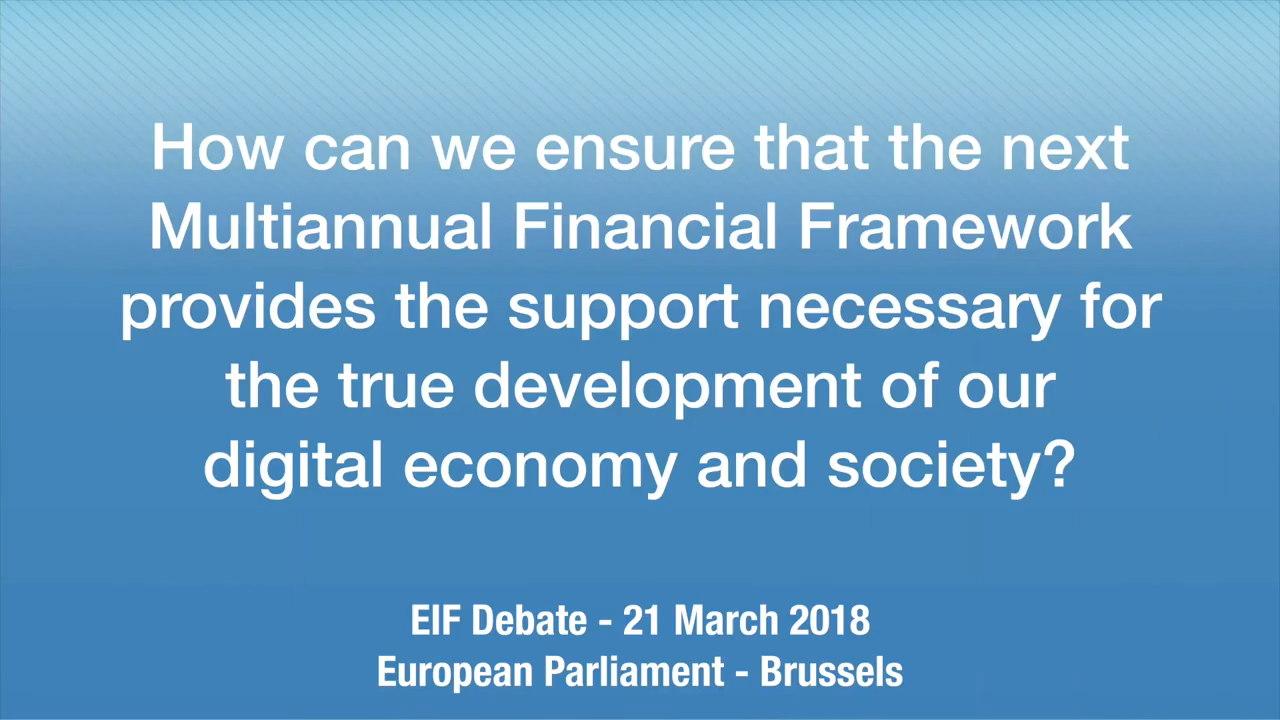 How can we ensure that the next
Multiannual Financial Framework
provides the support necessary for
the true development of our
digital economy and society?
EIF Debate - 21 March 2018
European Parliament - Brussels